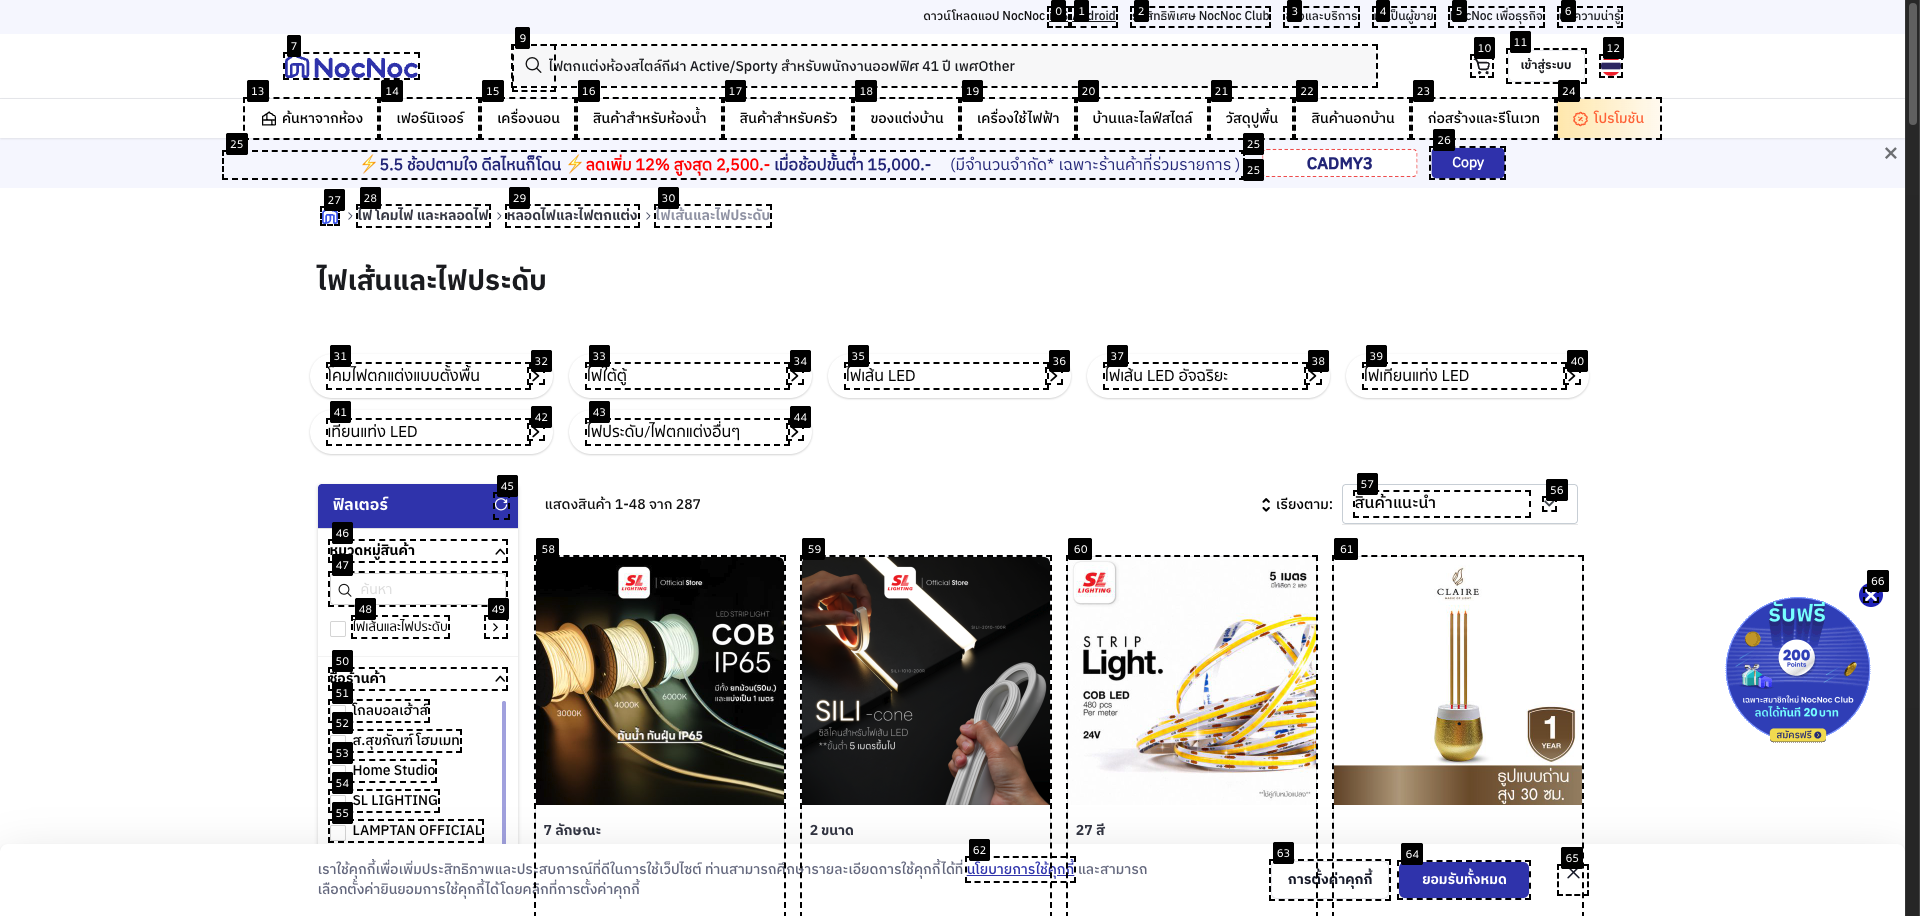 ดาวน์โหลดแอป NocNoc
Android
สิทธิพิเศษ NocNoc Club
และบริการ
เป็นผู้ขาย
NocNoc เพื่อธุรกิจ
ความน่ารู้
0 1 2 3 4 5 6
7 9 10 11 12
NocNoc
ไฟตกแต่งห้องสไตล์กีฬา Active/Sporty สำหรับพนักงานออฟฟิศ 41 ปี เพศOther
เข้าสู่ระบบ
13 14 15 16 17 18 19 20 21 22 23 24
ค้นหาจากห้อง
เฟอร์นิเจอร์
เครื่องนอน
สินค้าสำหรับห้องน้ำ
สินค้าสำหรับครัว
ของแต่งบ้าน
เครื่องใช้ไฟฟ้า
บ้านและไลฟ์สไตล์
วัสดุปูพื้น
สินค้านอกบ้าน
ก่อสร้างและรีโนเวท
โปรโมชัน
25 25 26
⚡5.5 ช้อปตามใจ ดีลไหนก็โดน ⚡ลดเพิ่ม 12% สูงสุด 2,500.- เมื่อช้อปขั้นต่ำ 15,000.- (มีจำนวนจำกัด* เฉพาะร้านค้าที่ร่วมรายการ)
25
CADMY3
Copy
27 28 29 30
ไฟ โคมไฟ และหลอดไฟ
หลอดไฟและไฟตกแต่ง
ไฟเส้นและไฟประดับ
ไฟเส้นและไฟประดับ
31 32 33 34 35 36 37 38 39 40
โคมไฟตกแต่งแบบตั้งพื้น
ไฟใต้ตู้
ไฟเส้น LED
ไฟเส้น LED อัจฉริยะ
ไฟเทียนแท่ง LED
41 42 43 44
เทียนแท่ง LED
ไฟประดับ/ไฟตกแต่งอื่นๆ
45
ฟิลเตอร์
แสดงสินค้า 1-48 จาก 287
เรียงตาม:
57 56
สินค้าแนะนำ
46
หมวดหมู่สินค้า
47
ค้นหา
48 49
ไฟเส้นและไฟประดับ
50
ชื่อร้านค้า
51
โกลบอลเฮ้าส์
52
ส.สุขภัณฑ์ โฮมเมท
53
Home Studio
54
SL LIGHTING
55
LAMPTAN OFFICIAL
58
SL LIGHTING
Official Store
LED STRIP LIGHT
COB
IP65
มีทั้ง ยกม้วน(50ม.)
และแบ่งเป็น 1 เมตร
6000K
4000K
3000K
ดันน้ำ กันฝุ่น IP65
7 ลักษณะ
59
SL LIGHTING
Official Store
SILI -cone
ซิลิโคนสำหรับไฟเส้น LED
**ขั้นต่ำ 5 เมตรขึ้นไป
2 ขนาด
60
SL LIGHTING
5 เมตร
STRIP
Light.
COB LED
480 pcs
Per meter
24V
27 สี
61
CLAIRE
1
YEAR
ธูปแบบถ่าน
สูง 30 ซม.
66
รับฟรี
200
Points
เฉพาะสมาชิกใหม่ NocNoc Club
ลดได้ทันที 20 บาท
สมัครฟรี
62 63 64 65
เราใช้คุกกี้เพื่อเพิ่มประสิทธิภาพและประสบการณ์ที่ดีในการใช้เว็ปไซต์ ท่านสามารถศึกษารายละเอียดการใช้คุกกี้ได้ที่ นโยบายการใช้คุกกี้ และสามารถ
เลือกตั้งค่ายินยอมการใช้คุกกี้ได้โดยคลิกที่การตั้งค่าคุกกี้
การตั้งค่าคุกกี้
ยอมรับทั้งหมด